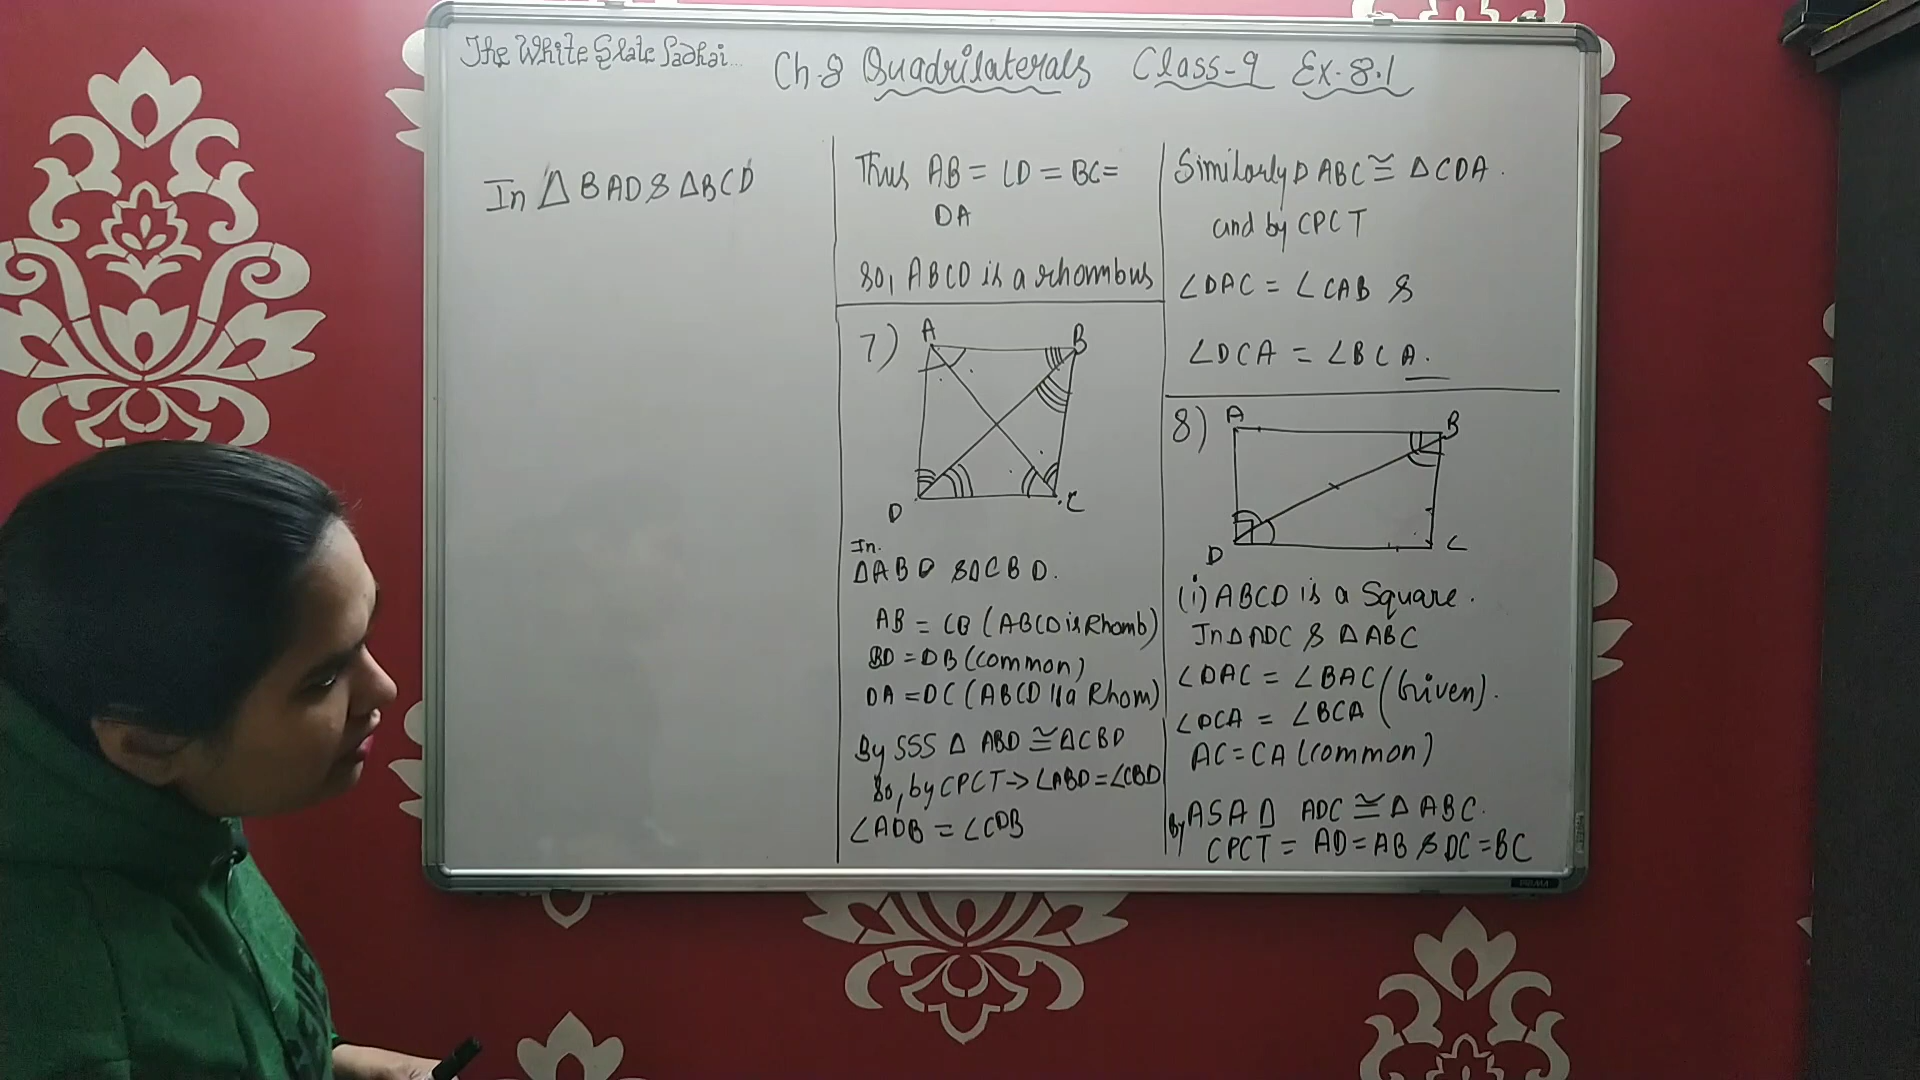 The White Slate Padhai...
Ch.8 Quadrilaterals Class-9 Ex.8.1
In △ BAD & △BCD
Thus AB = CD = BC =
DA
So, ABCD is a rhombus
7)
A
B
D
C
In.
△ABD & △CBD.
AB = CB (ABCD is Rhomb)
BD = DB (common)
DA = DC (ABCD is a Rhom)
By SSS △ ABD ≅ △CBD
So, by CPCT → ∠ABD = ∠CBD
∠ADB = ∠CDB
Similarly △ ABC ≅ △ CDA.
and by CPCT
∠DAC = ∠CAB &
∠DCA = ∠BCA.
8)
A
B
D
C
(i) ABCD is a Square.
In △ ADC & △ ABC
∠DAC = ∠BAC (Given).
∠DCA = ∠BCA
AC = CA (common)
By ASA △ ADC ≅ △ ABC.
CPCT = AD = AB & DC = BC